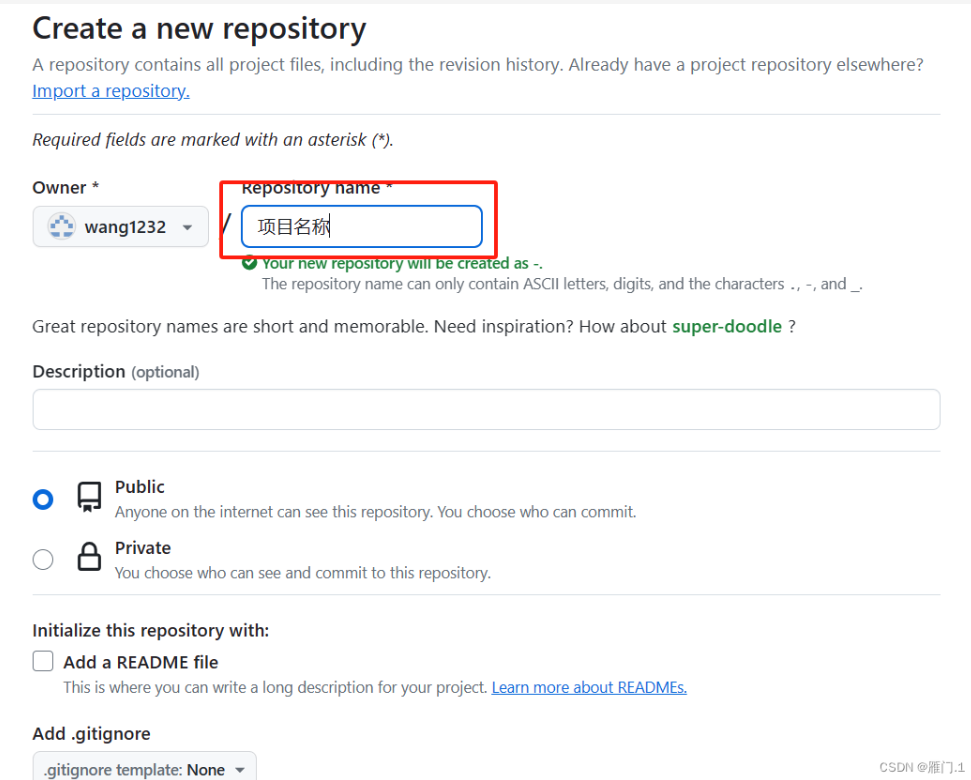 Create a new repository
A repository contains all project files, including the revision history. Already have a project repository elsewhere?
Import a repository.
Required fields are marked with an asterisk (*).
Owner *
Repository name *
wang1232
/
项目名称
Your new repository will be created as -.
The repository name can only contain ASCII letters, digits, and the characters ., -, and _.
Great repository names are short and memorable. Need inspiration? How about super-doodle ?
Description (optional)
Public
Anyone on the internet can see this repository. You choose who can commit.
Private
You choose who can see and commit to this repository.
Initialize this repository with:
Add a README file
This is where you can write a long description for your project. Learn more about READMEs.
Add .gitignore
.gitignore template: None
CSDN @雁门.1